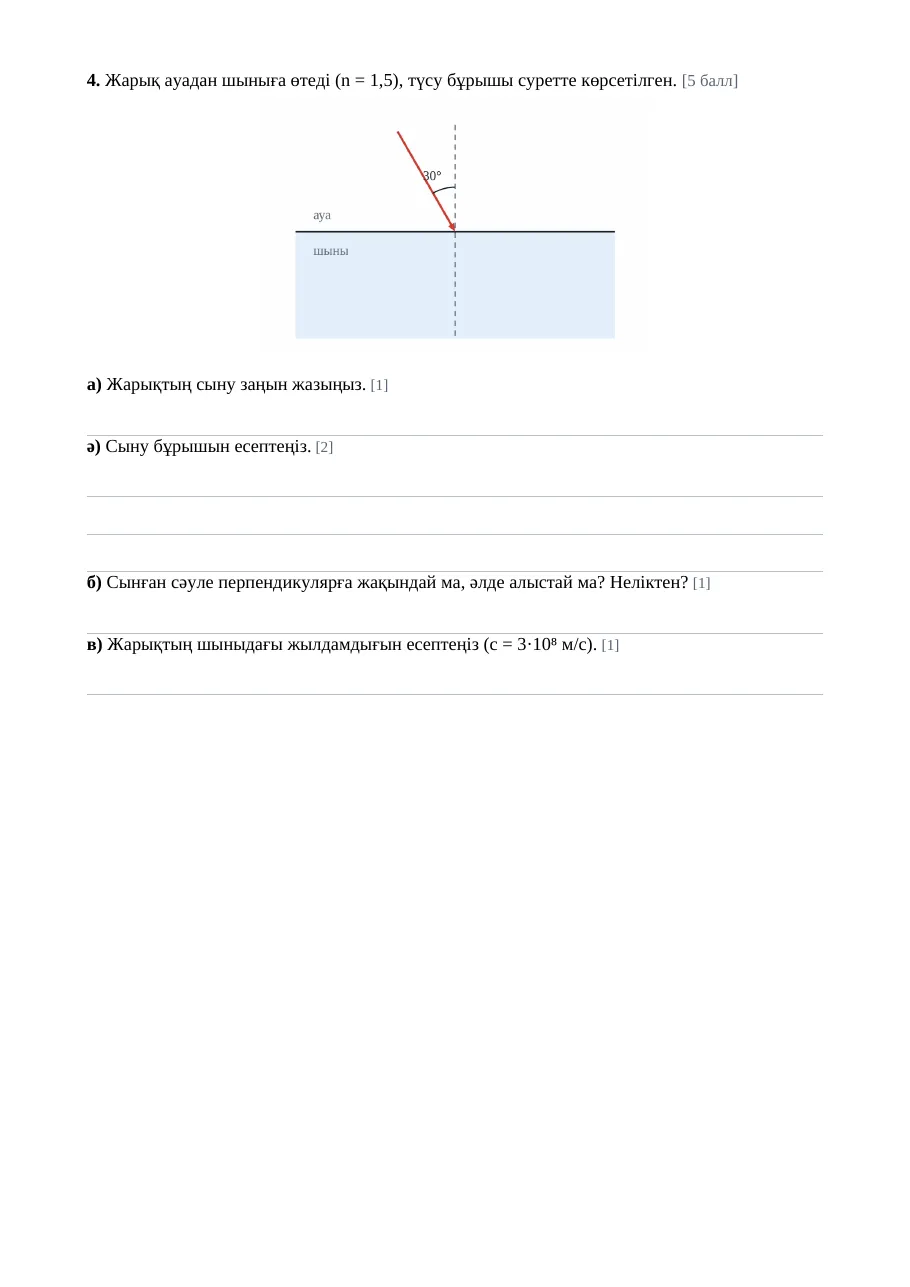 4. Жарық ауадан шыныға өтеді (n = 1,5), түсу бұрышы суретте көрсетілген. [5 балл]
30°
ауа
шыны
а) Жарықтың сыну заңын жазыңыз. [1]
ә) Сыну бұрышын есептеңіз. [2]
б) Сынған сәуле перпендикулярға жақындай ма, әлде алыстай ма? Неліктен? [1]
в) Жарықтың шыныдағы жылдамдығын есептеңіз (c = 3·10⁸ м/с). [1]